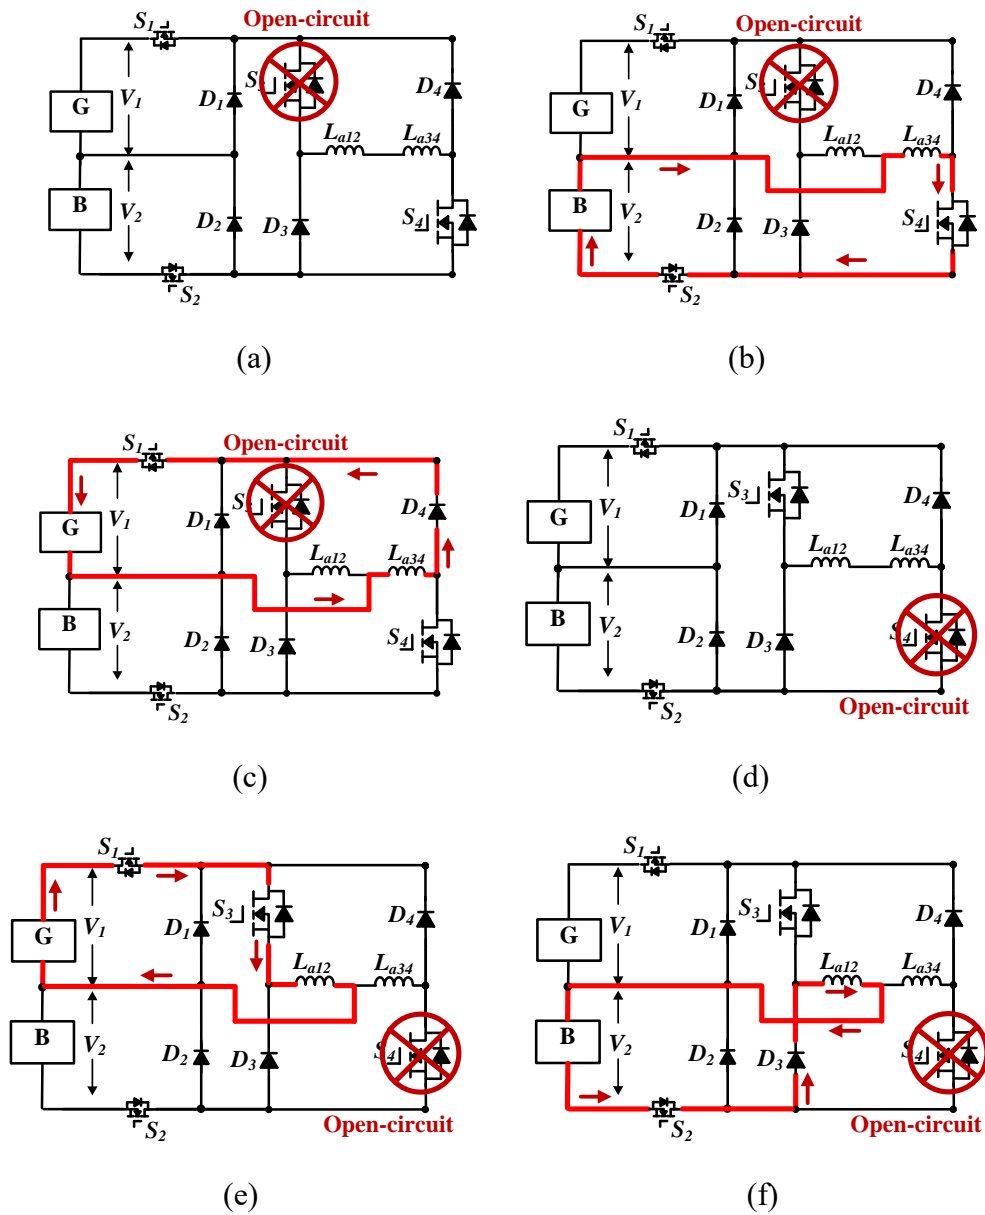 S1
Open-circuit
G
V1
D1
S3
D4
La12
La34
B
V2
D2
D3
S4
S2
(a)
S1
Open-circuit
G
V1
D1
S3
D4
La12
La34
B
V2
D2
D3
S4
S2
(b)
S1
Open-circuit
G
V1
D1
S3
D4
La12
La34
B
V2
D2
D3
S4
S2
(c)
S1
S3
G
V1
D1
D4
La12
La34
B
V2
D2
D3
S4
S2
Open-circuit
(d)
S1
S3
G
V1
D1
D4
La12
La34
B
V2
D2
D3
S4
S2
Open-circuit
(e)
S1
S3
G
V1
D1
D4
La12
La34
B
V2
D2
D3
S4
S2
Open-circuit
(f)